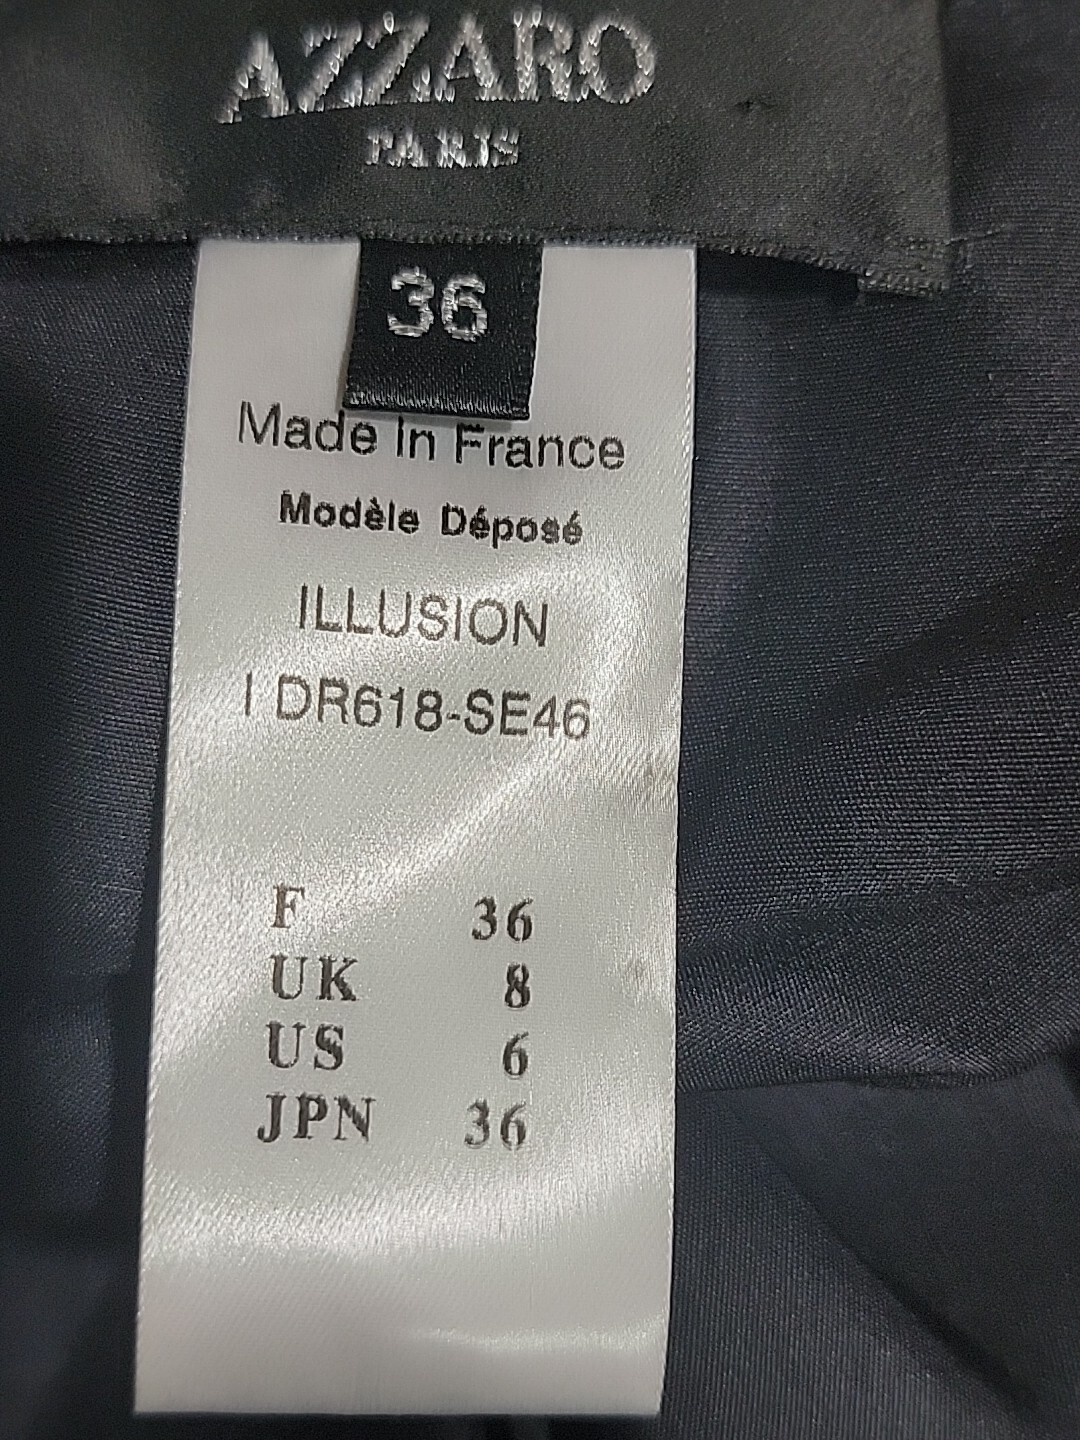 AZZARO
PARIS
36
Made in France
Modèle Déposé
ILLUSION
I DR618-SE46
F 36
UK 8
US 6
JPN 36